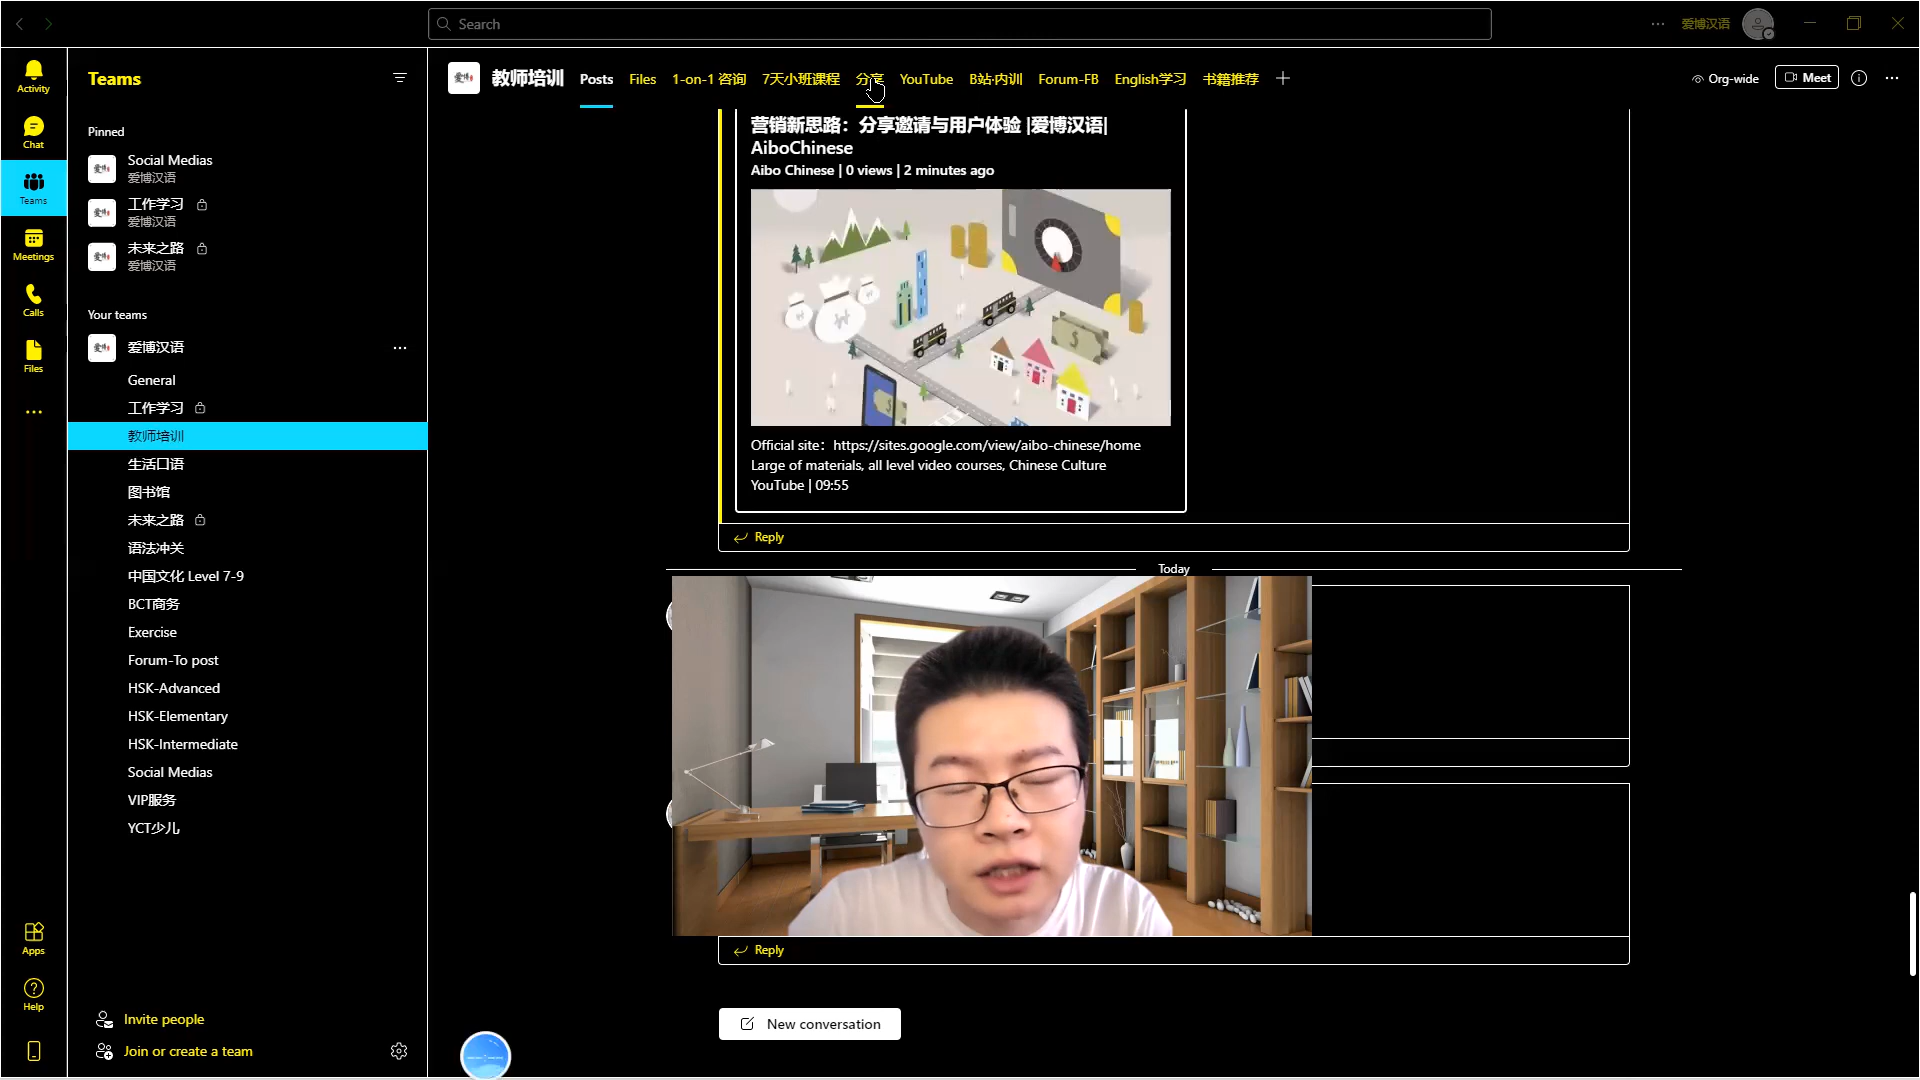 Search
爱博汉语
Activity
Chat
Teams
Meetings
Calls
Files
Apps
Help
Teams
Pinned
Social Medias
爱博汉语
工作学习
爱博汉语
未来之路
爱博汉语
Your teams
爱博汉语
General
工作学习
教师培训
生活口语
图书馆
未来之路
语法冲关
中国文化 Level 7-9
BCT商务
Exercise
Forum-To post
HSK-Advanced
HSK-Elementary
HSK-Intermediate
Social Medias
VIP服务
YCT少儿
Invite people
Join or create a team
教师培训 Posts Files 1-on-1 咨询 7天小班课程 分享 YouTube B站·内训 Forum-FB English学习 书籍推荐
Org-wide
Meet
营销新思路：分享邀请与用户体验 |爱博汉语|
AiboChinese
Aibo Chinese | 0 views | 2 minutes ago
Official site：https://sites.google.com/view/aibo-chinese/home
Large of materials, all level video courses, Chinese Culture
YouTube | 09:55
Reply
Today
Reply
New conversation